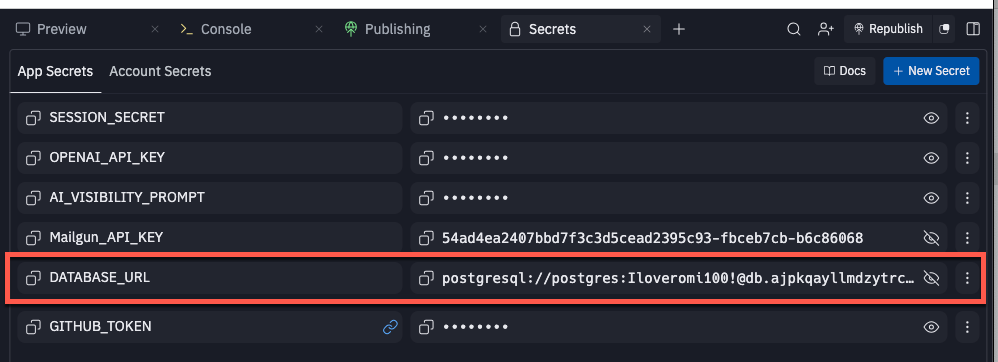 Preview Console Publishing Secrets Republish
App Secrets Account Secrets Docs + New Secret
SESSION_SECRET ••••••••
OPENAI_API_KEY ••••••••
AI_VISIBILITY_PROMPT ••••••••
Mailgun_API_KEY 54ad4ea2407bbd7f3c3d5cead2395c93-fbceb7cb-b6c86068
DATABASE_URL postgresql://postgres:Iloveromi100!@db.ajpkqayllmdzytrc…
GITHUB_TOKEN ••••••••